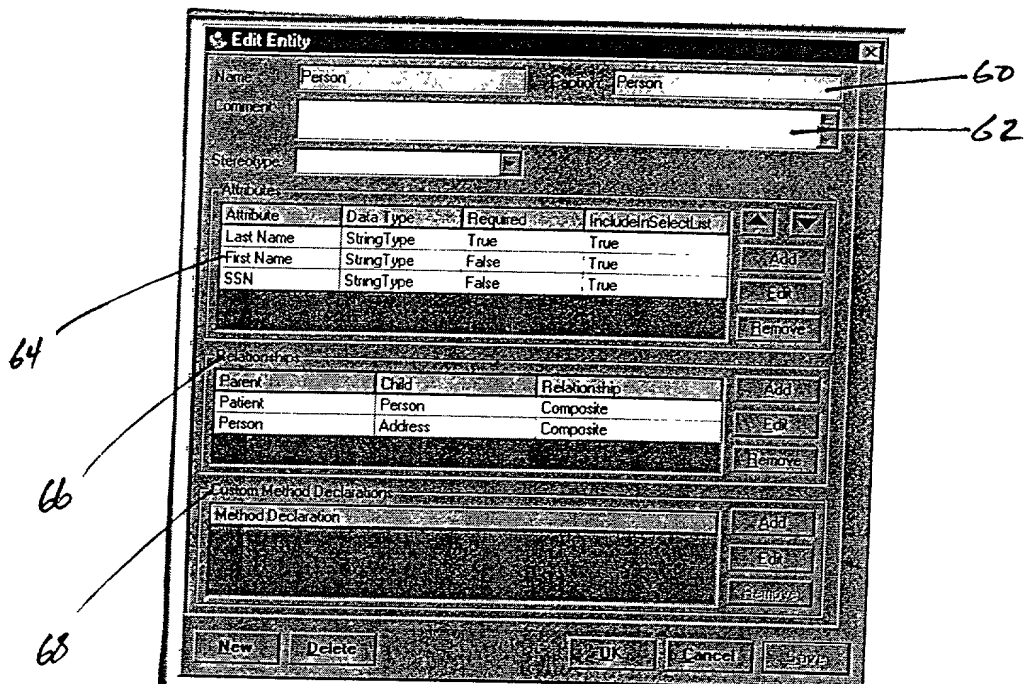 Edit Entity
Name: Person Caption: Person
60
Comment:
62
Stereotype:
Attributes
Attribute Data Type Required IncludeInSelectList
Last Name StringType True True
First Name StringType False True
SSN StringType False True
Add
Edit
Remove
64
Relationships
Parent Child Relationship
Patient Person Composite
Person Address Composite
Add
Edit
Remove
66
Custom Method Declarations
Method Declaration
Add
Edit
Remove
68
New Delete OK Cancel Save